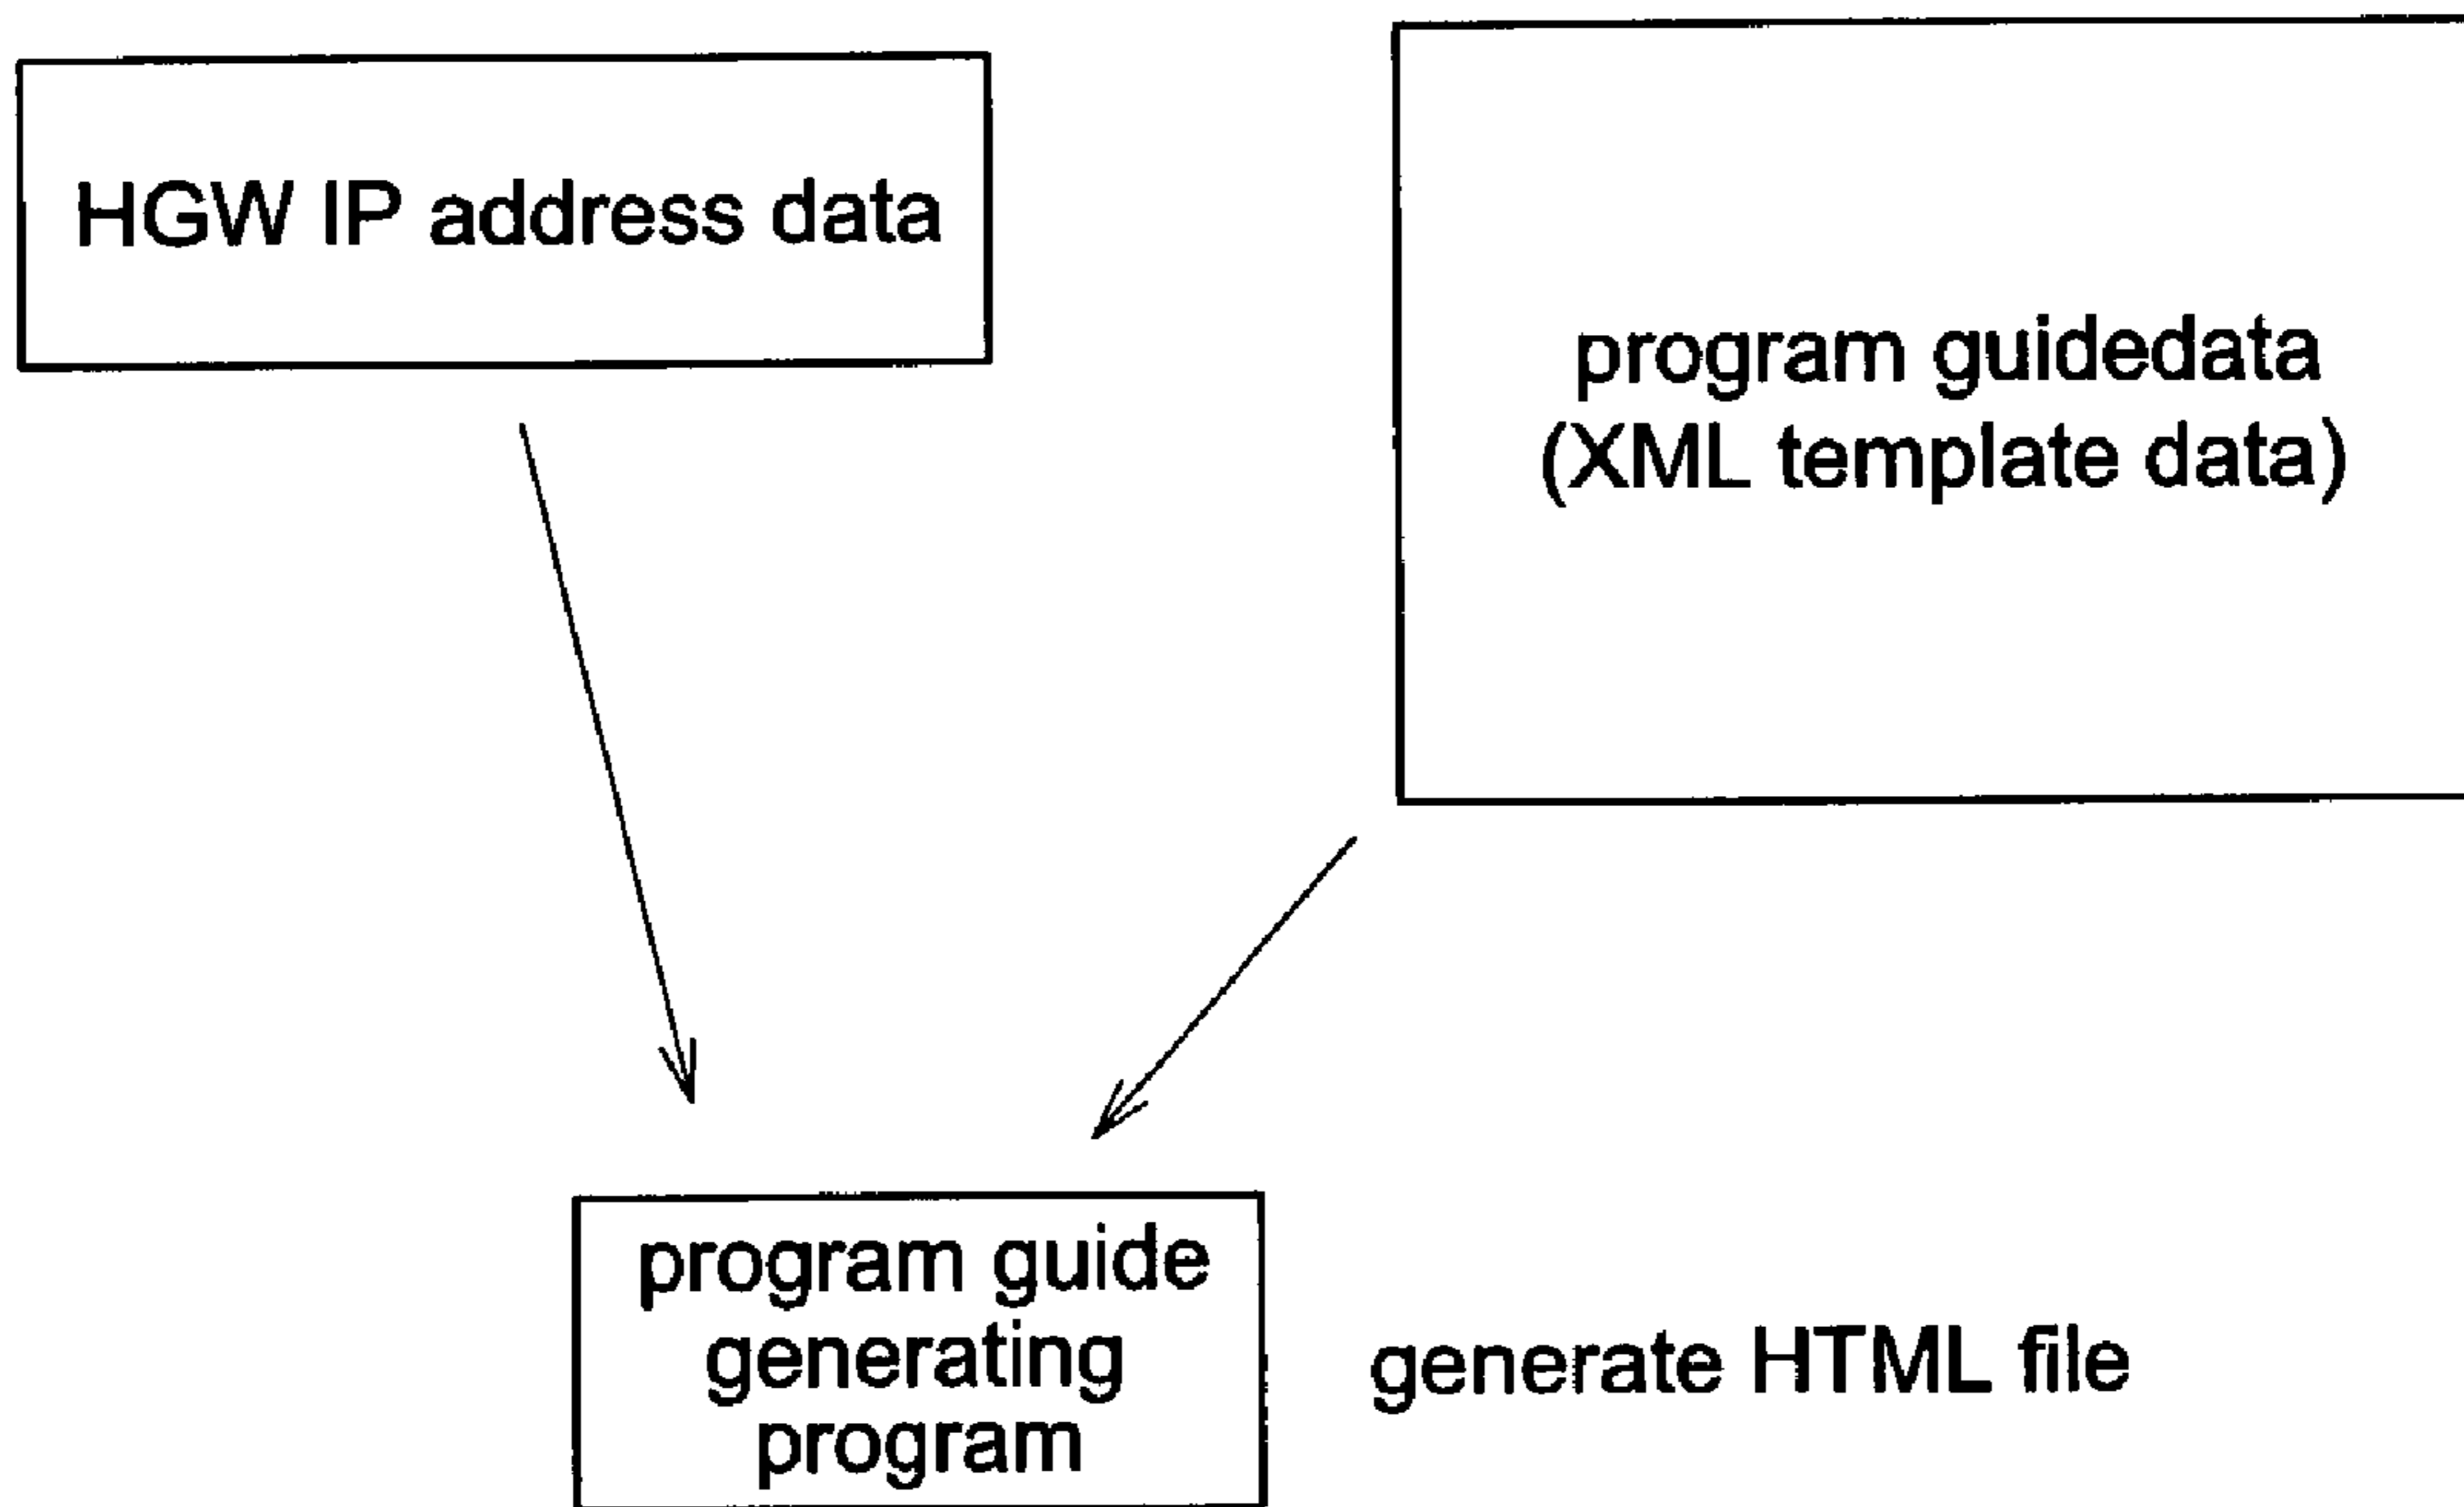 HGW IP address data
program guidedata
(XML template data)
program guide
generating
program
generate HTML file